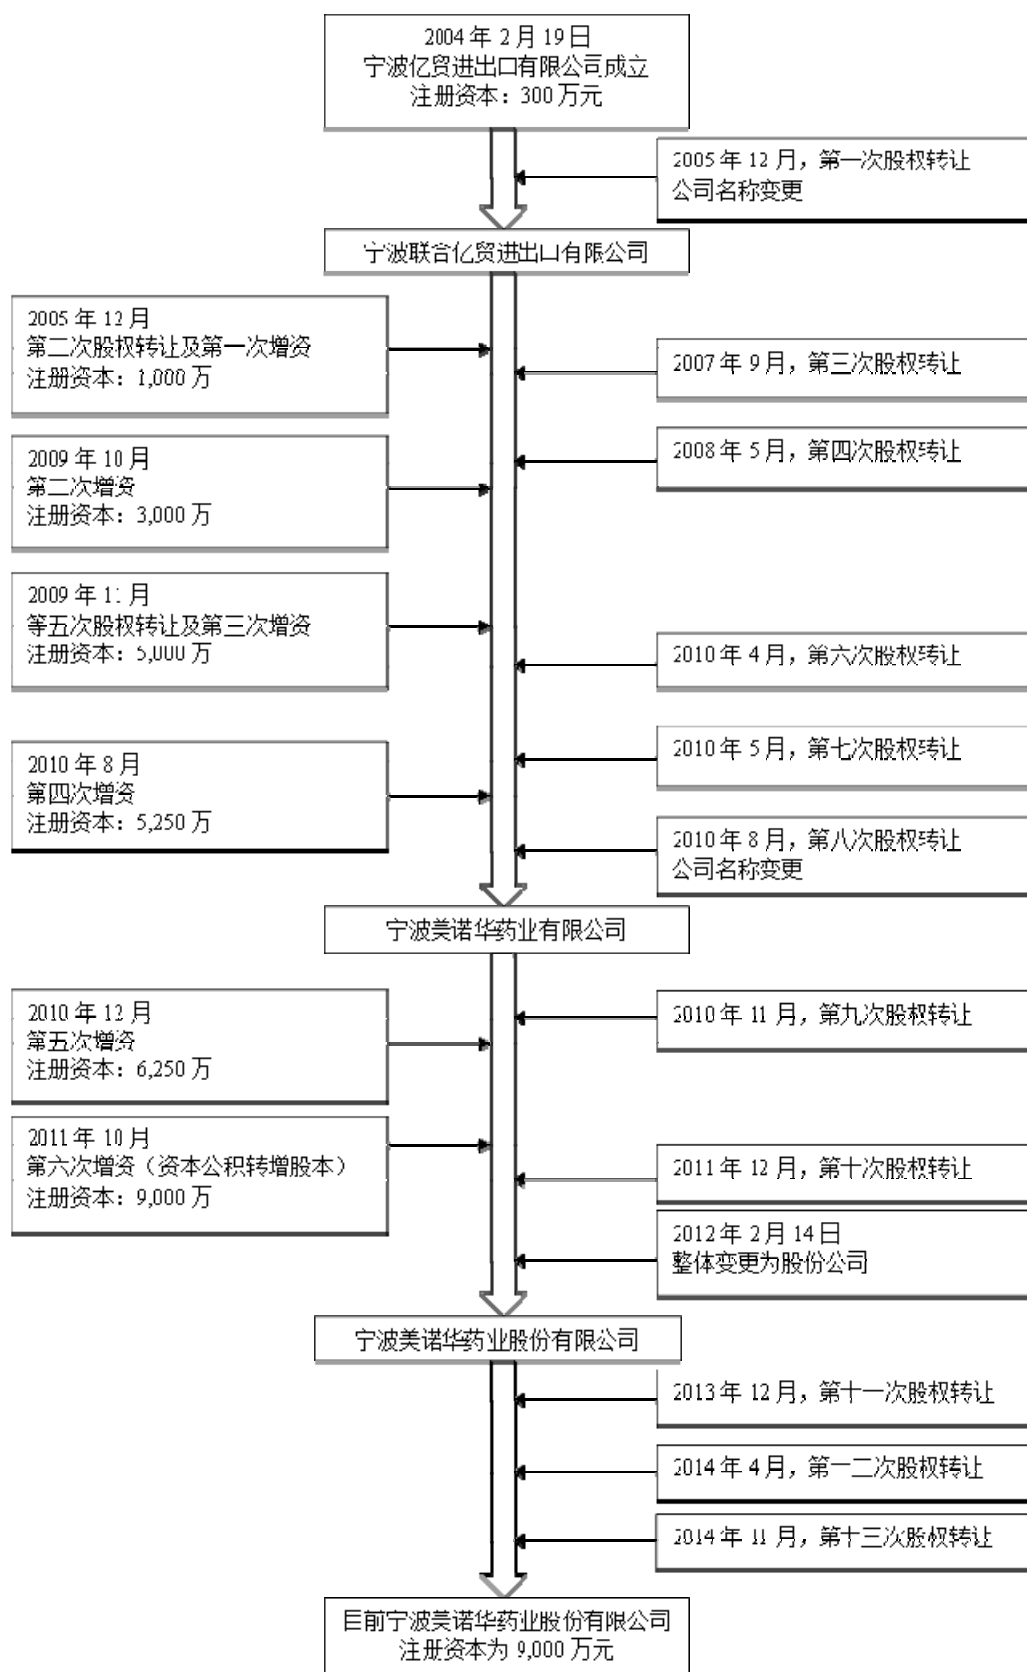 2004 年 2 月 19 日
宁波亿贸进出口有限公司成立
注册资本：300 万元
2005 年 12 月，第一次股权转让
公司名称变更
宁波联合亿贸进出口有限公司
2005 年 12 月
第二次股权转让及第一次增资
注册资本：1,000 万
2007 年 9 月，第三次股权转让
2008 年 5 月，第四次股权转让
2009 年 10 月
第二次增资
注册资本：3,000 万
2009 年 11 月
等五次股权转让及第三次增资
注册资本：5,000 万
2010 年 4 月，第六次股权转让
2010 年 5 月，第七次股权转让
2010 年 8 月
第四次增资
注册资本：5,250 万
2010 年 8 月，第八次股权转让
公司名称变更
宁波美诺华药业有限公司
2010 年 12 月
第五次增资
注册资本：6,250 万
2010 年 11 月，第九次股权转让
2011 年 10 月
第六次增资（资本公积转增股本）
注册资本：9,000 万
2011 年 12 月，第十次股权转让
2012 年 2 月 14 日
整体变更为股份公司
宁波美诺华药业股份有限公司
2013 年 12 月，第十一次股权转让
2014 年 4 月，第一二次股权转让
2014 年 11 月，第十三次股权转让
目前宁波美诺华药业股份有限公司
注册资本为 9,000 万元